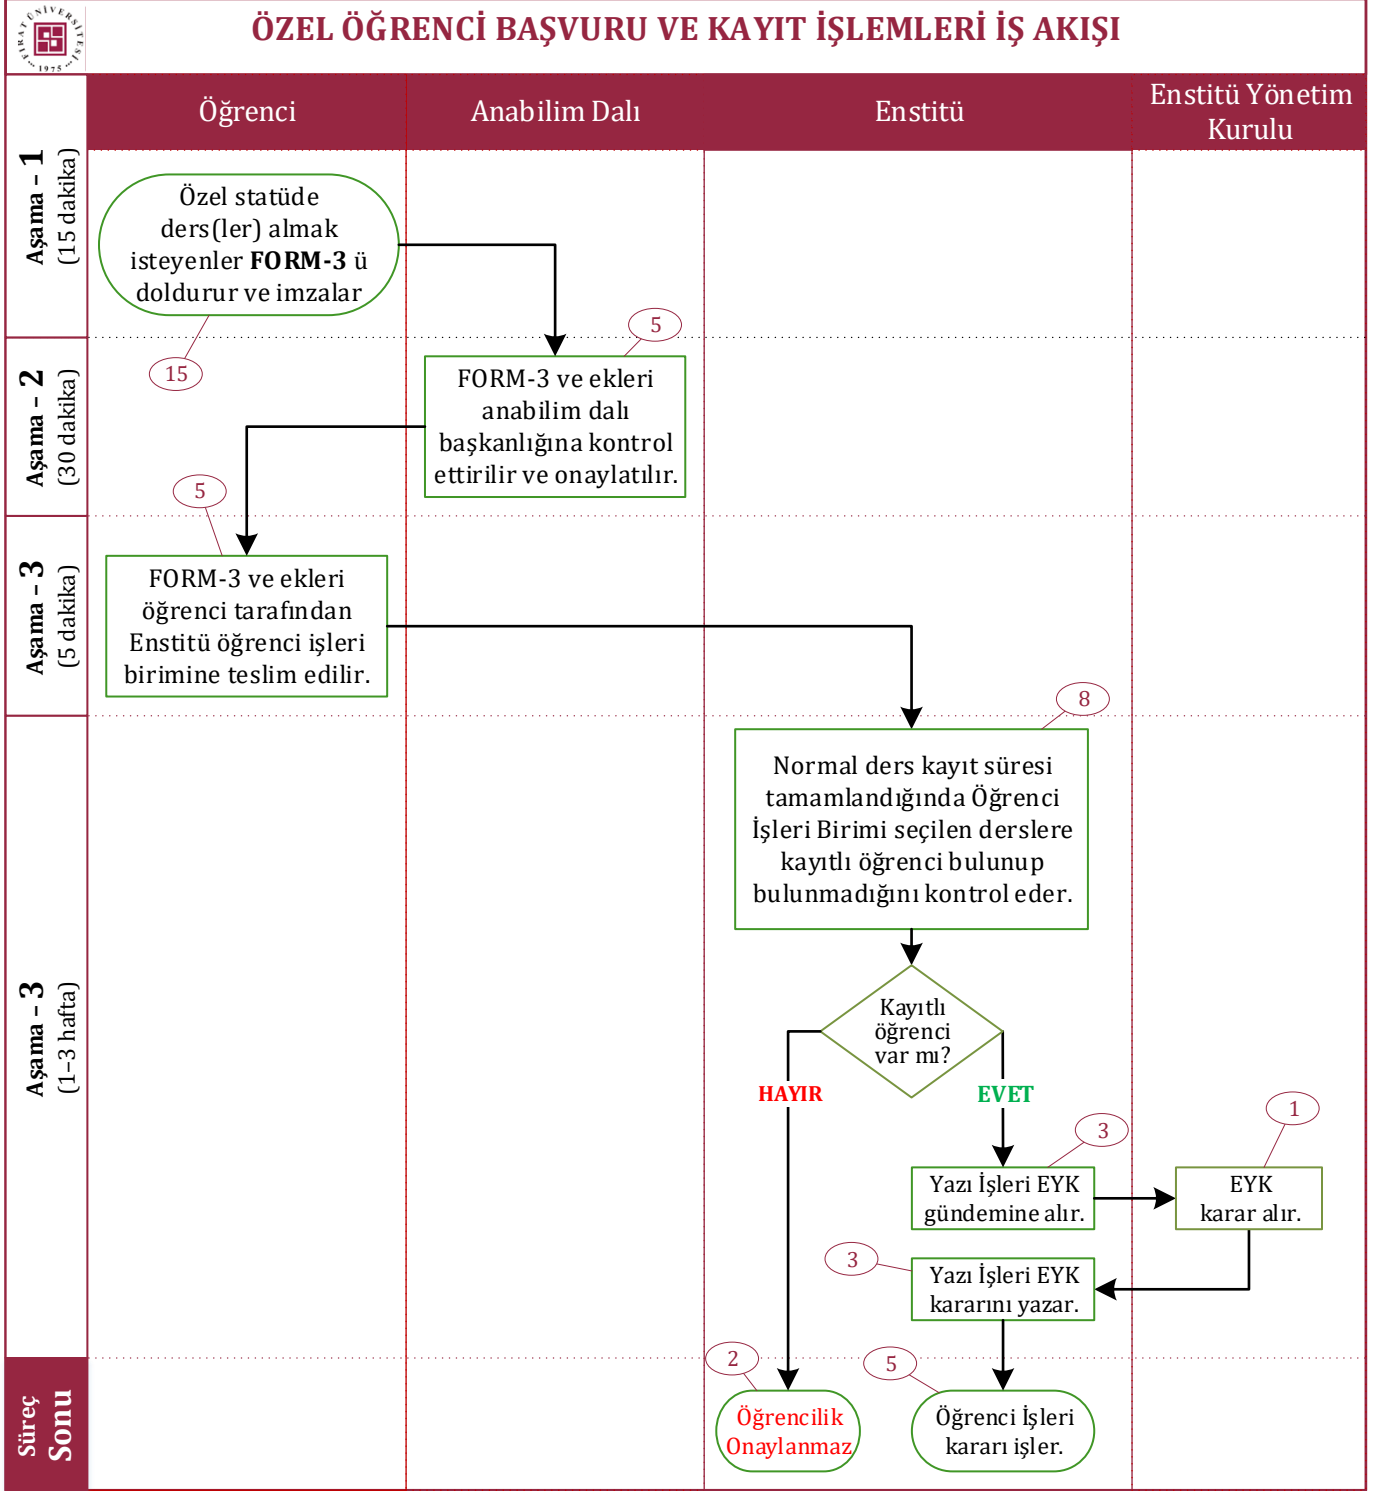 FIRAT ÜNİVERSİTESİ
1975
ÖZEL ÖĞRENCİ BAŞVURU VE KAYIT İŞLEMLERİ İŞ AKIŞI
Öğrenci
Anabilim Dalı
Enstitü
Enstitü Yönetim
Kurulu
Aşama – 1
(15 dakika)
Özel statüde
ders(ler) almak
isteyenler FORM-3 ü
doldurur ve imzalar
15
5
Aşama – 2
(30 dakika)
FORM-3 ve ekleri
anabilim dalı
başkanlığına kontrol
ettirilir ve onaylatılır.
5
Aşama – 3
(5 dakika)
FORM-3 ve ekleri
öğrenci tarafından
Enstitü öğrenci işleri
birimine teslim edilir.
8
Aşama – 3
(1–3 hafta)
Normal ders kayıt süresi
tamamlandığında Öğrenci
İşleri Birimi seçilen derslere
kayıtlı öğrenci bulunup
bulunmadığını kontrol eder.
Kayıtlı
öğrenci
var mı?
HAYIR
EVET
3
1
Yazı İşleri EYK
gündemine alır.
EYK
karar alır.
3
Yazı İşleri EYK
kararını yazar.
2
5
Süreç
Sonu
Öğrencilik
Onaylanmaz
Öğrenci İşleri
kararı işler.